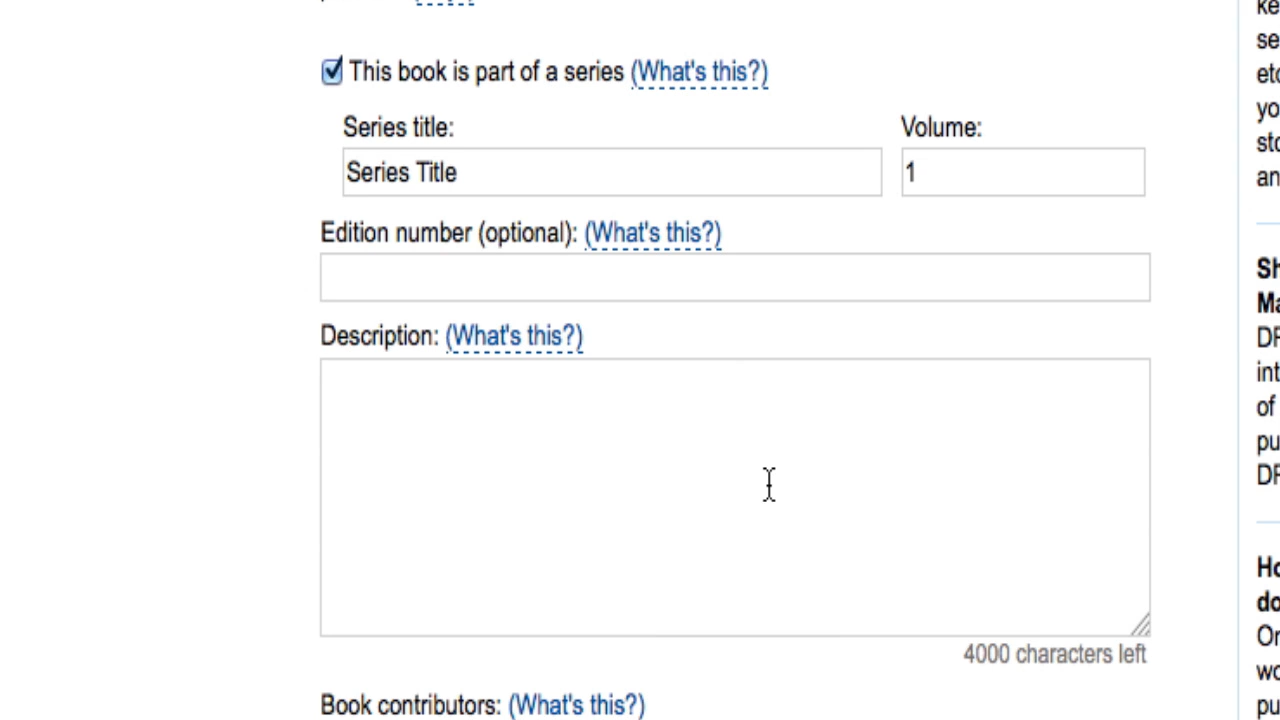 This book is part of a series (What's this?)
Series title:
Volume:
Series Title
1
Edition number (optional): (What's this?)
Description: (What's this?)
4000 characters left
Book contributors: (What's this?)